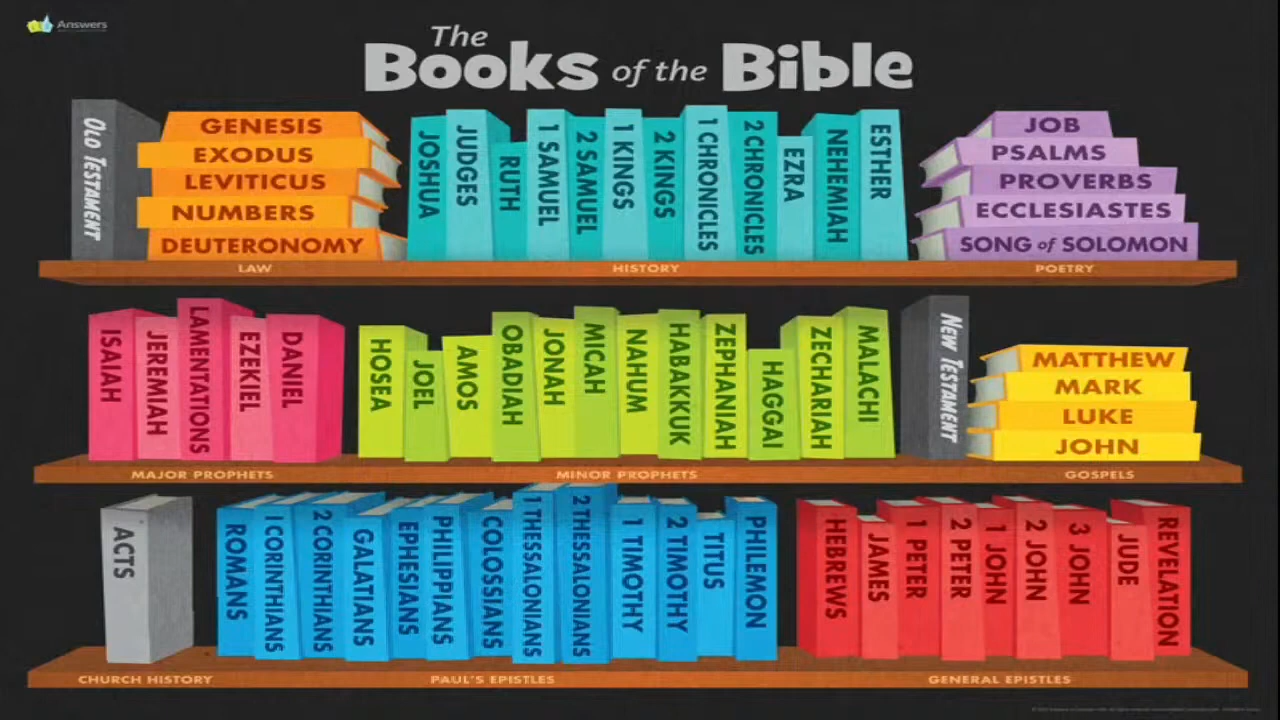 Answers
The
Books of the Bible
OLD TESTAMENT
GENESIS
EXODUS
LEVITICUS
NUMBERS
DEUTERONOMY
LAW
JOSHUA
JUDGES
RUTH
1 SAMUEL
2 SAMUEL
1 KINGS
2 KINGS
1 CHRONICLES
2 CHRONICLES
EZRA
NEHEMIAH
ESTHER
HISTORY
JOB
PSALMS
PROVERBS
ECCLESIASTES
SONG of SOLOMON
POETRY
ISAIAH
JEREMIAH
LAMENTATIONS
EZEKIEL
DANIEL
MAJOR PROPHETS
HOSEA
JOEL
AMOS
OBADIAH
JONAH
MICAH
NAHUM
HABAKKUK
ZEPHANIAH
HAGGAI
ZECHARIAH
MALACHI
MINOR PROPHETS
NEW TESTAMENT
MATTHEW
MARK
LUKE
JOHN
GOSPELS
ACTS
CHURCH HISTORY
ROMANS
1 CORINTHIANS
2 CORINTHIANS
GALATIANS
EPHESIANS
PHILIPPIANS
COLOSSIANS
1 THESSALONIANS
2 THESSALONIANS
1 TIMOTHY
2 TIMOTHY
TITUS
PHILEMON
PAUL'S EPISTLES
HEBREWS
JAMES
1 PETER
2 PETER
1 JOHN
2 JOHN
3 JOHN
JUDE
REVELATION
GENERAL EPISTLES